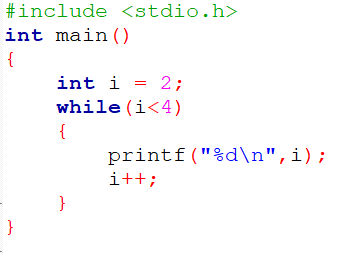 #include <stdio.h>
int main()
{
    int i = 2;
    while(i<4)
    {
        printf("%d\n",i);
        i++;
    }
}